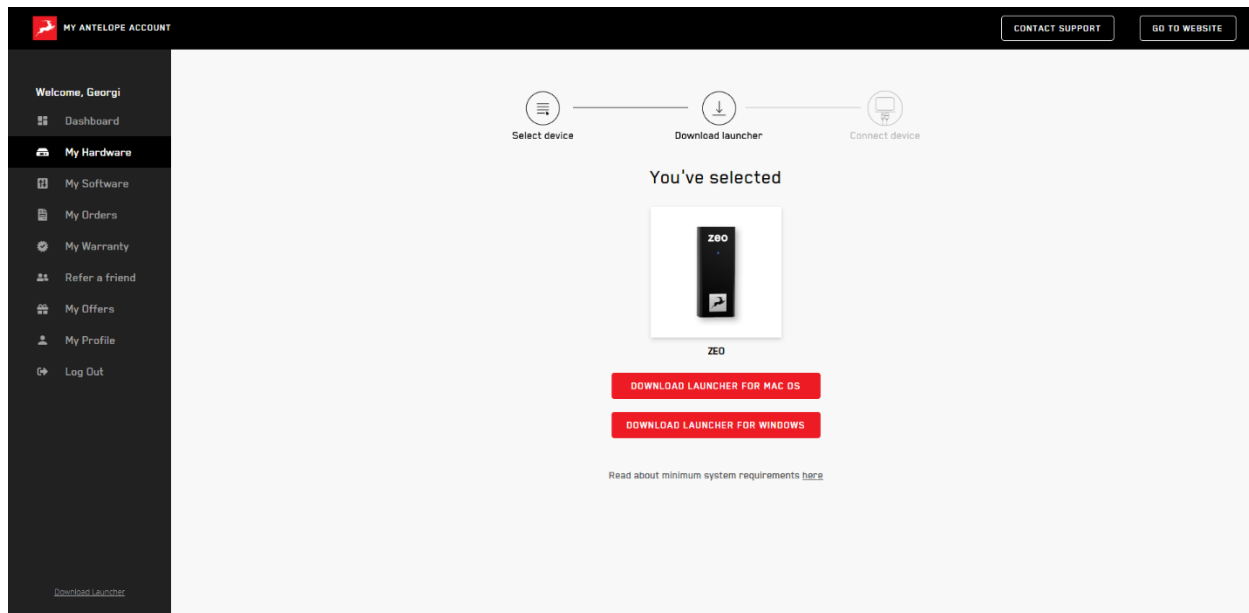 MY ANTELOPE ACCOUNT
CONTACT SUPPORT
GO TO WEBSITE
Welcome, Georgi
Dashboard
My Hardware
My Software
My Orders
My Warranty
Refer a friend
My Offers
My Profile
Log Out
Download Launcher
Select device
Download launcher
Connect device
You've selected
zeo
ZEO
DOWNLOAD LAUNCHER FOR MAC OS
DOWNLOAD LAUNCHER FOR WINDOWS
Read about minimum system requirements here